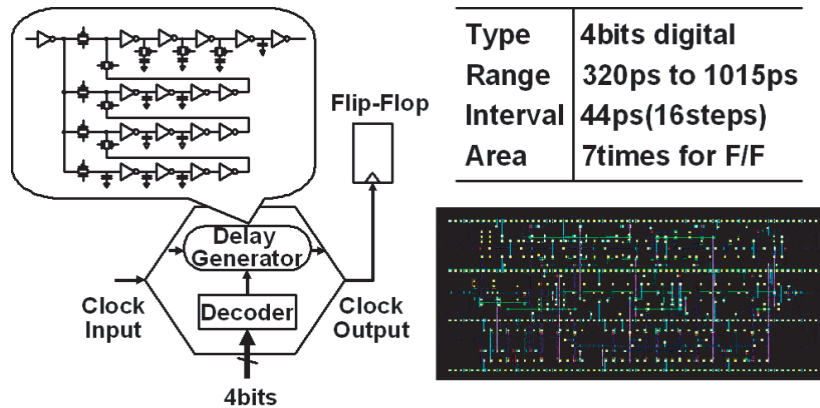 Flip-Flop
Delay
Generator
Clock
Input
Decoder
Clock
Output
4bits
Type 4bits digital
Range 320ps to 1015ps
Interval 44ps(16steps)
Area 7times for F/F